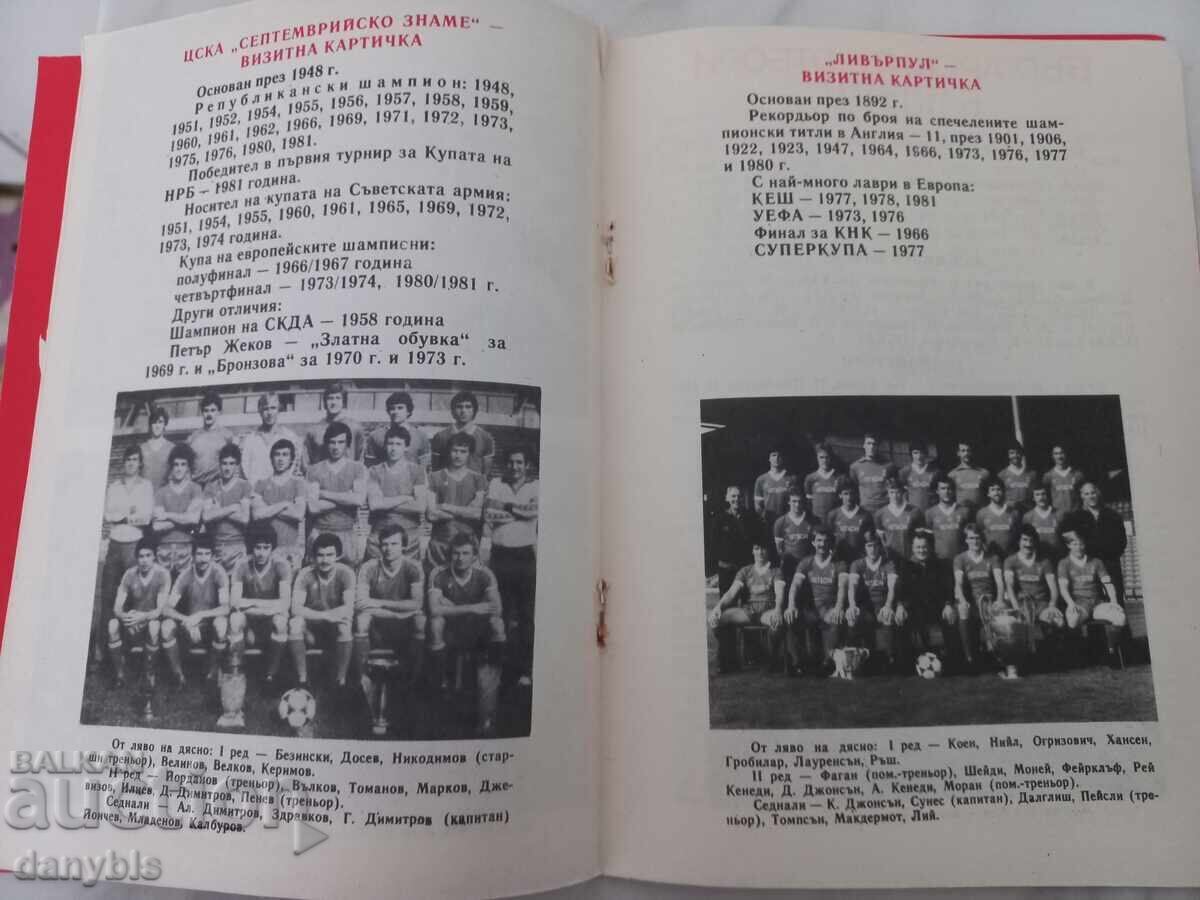 ЦСКА „СЕПТЕМВРИЙСКО ЗНАМЕ“ –
ВИЗИТНА КАРТИЧКА
Основан през 1948 г.
Републикански шампион: 1948,
1951, 1952, 1954, 1955, 1956, 1957, 1958, 1959,
1960, 1961, 1962, 1966, 1969, 1971, 1972, 1973,
1975, 1976, 1980, 1981.
Победител в първия турнир за Купата на
НРБ – 1981 година.
Носител на купата на Съветската армия:
1951, 1954, 1955, 1960, 1961, 1965, 1969, 1972,
1973, 1974 година.
Купа на европейските шамписни:
полуфинал – 1966/1967 година
четвъртфинал – 1973/1974, 1980/1981 г.
Други отличия:
Шампион на СКДА – 1958 година
Петър Жеков – „Златна обувка“ за
1969 г. и „Бронзова“ за 1970 г. и 1973 г.
От ляво на дясно: I ред – Безински, Досев, Никодимов (стар-
ши треньор), Велинов, Велков, Керимов.
II ред – Йорданов (треньор), Вълков, Томанов, Марков, Дже-
визов, Илиев, Д. Димитров, Пенев (треньор).
Седнали – Ал. Димитров, Здравков, Г. Димитров (капитан)
Йончев, Младенов, Калбуров.
„ЛИВЪРПУЛ“ –
ВИЗИТНА КАРТИЧКА
Основан през 1892 г.
Рекордьор по броя на спечелените шам-
пионски титли в Англия – 11, през 1901, 1906,
1922, 1923, 1947, 1964, 1966, 1973, 1976, 1977
и 1980 г.
С най-много лаври в Европа:
КЕШ – 1977, 1978, 1981
УЕФА – 1973, 1976
Финал за КНК – 1966
СУПЕРКУПА – 1977
От ляво на дясно: I ред – Коен, Нийл, Огризович, Хансен,
Гробилар, Лауренсън, Ръш.
II ред – Фаган (пом.-треньор), Шейди, Моней, Фейрклъф, Рей
Кенеди, Д. Джонсън, А. Кенеди, Моран (пом.-треньор).
Седнали – К. Джонсън, Сунес (капитан), Далглиш, Пейсли (тре-
ньор), Томпсън, Макдермот, Лий.
BALKAN
auction
danybls